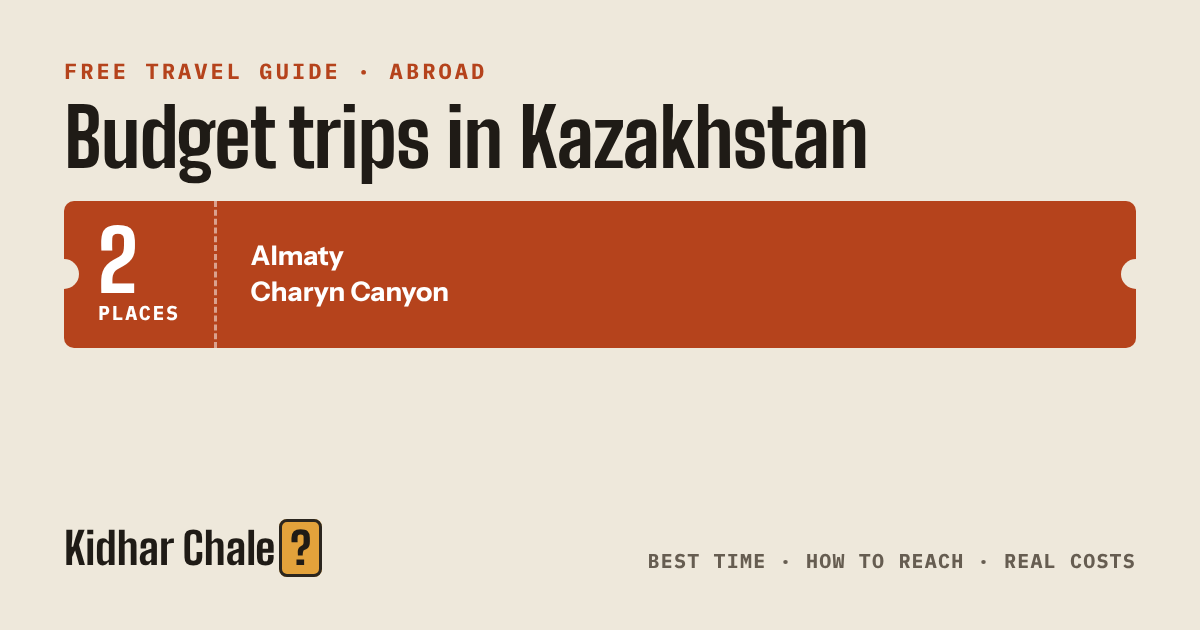 FREE TRAVEL GUIDE · ABROAD
Budget trips in Kazakhstan
2
PLACES
Almaty
Charyn Canyon
Kidhar Chale ?
BEST TIME · HOW TO REACH · REAL COSTS